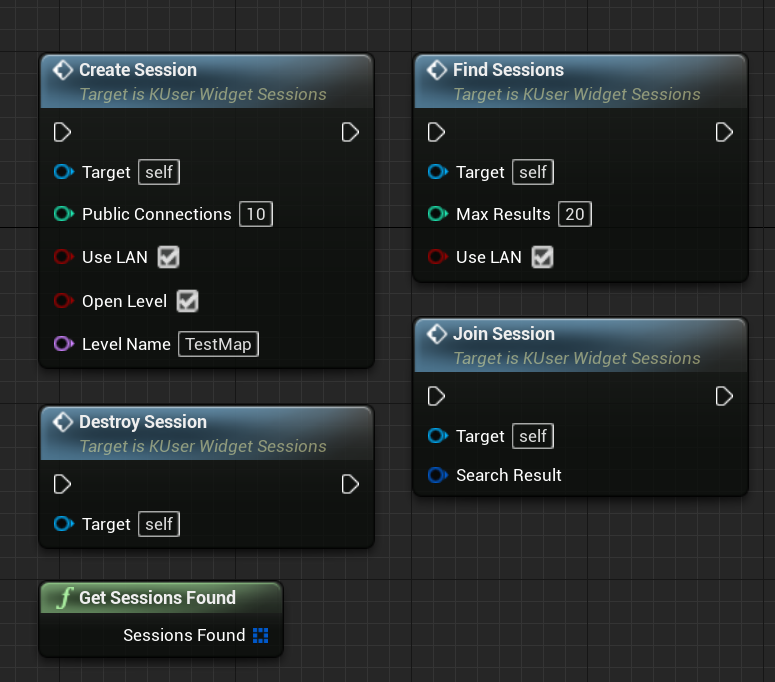 Create Session
Target is KUser Widget Sessions
Target self
Public Connections 10
Use LAN
Open Level
Level Name TestMap
Destroy Session
Target is KUser Widget Sessions
Target self
f Get Sessions Found
Sessions Found
Find Sessions
Target is KUser Widget Sessions
Target self
Max Results 20
Use LAN
Join Session
Target is KUser Widget Sessions
Target self
Search Result